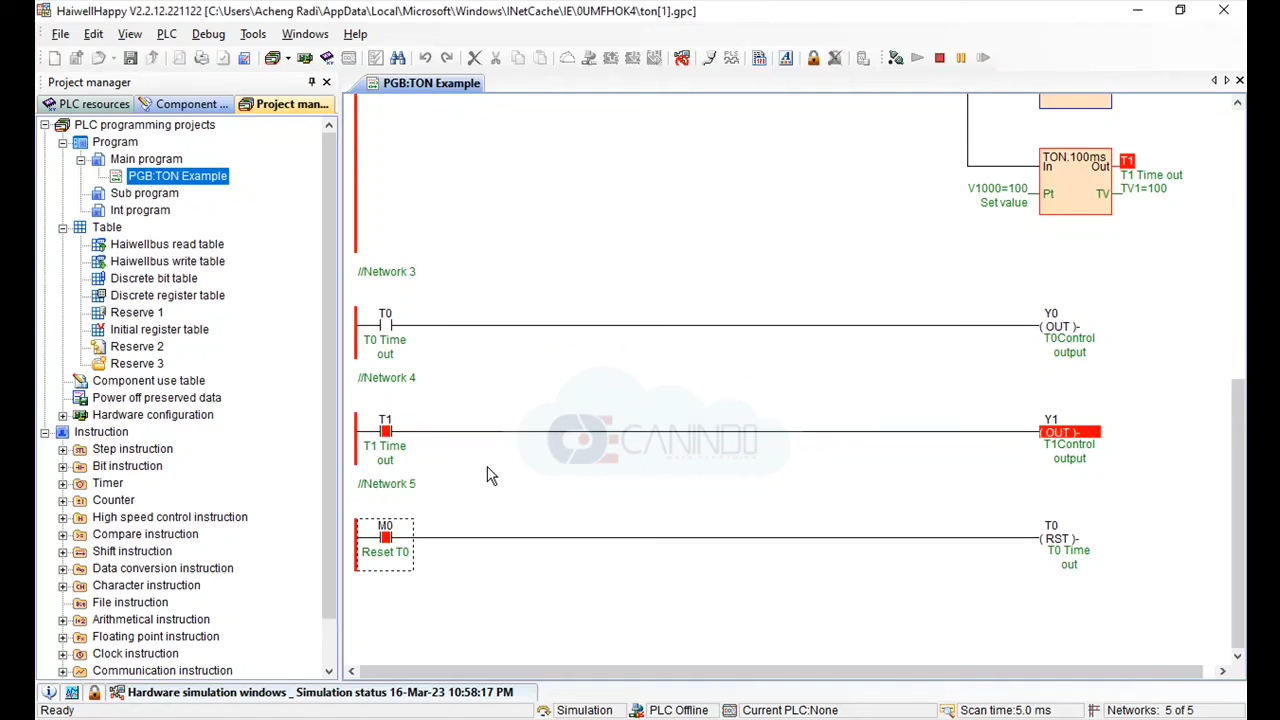 HaiwellHappy V2.2.12.221122 [C:\Users\Acheng Radi\AppData\Local\Microsoft\Windows\INetCache\IE\0UMFHOK4\ton[1].gpc]
File Edit View PLC Debug Tools Windows Help
Project manager
PGB:TON Example
PLC resources Component ... Project man...
PLC programming projects
Program
Main program
PGB:TON Example
Sub program
Int program
Table
Haiwellbus read table
Haiwellbus write table
Discrete bit table
Discrete register table
Reserve 1
Initial register table
Reserve 2
Reserve 3
Component use table
Power off preserved data
Hardware configuration
Instruction
Step instruction
Bit instruction
Timer
Counter
High speed control instruction
Compare instruction
Shift instruction
Data conversion instruction
Character instruction
File instruction
Arithmetical instruction
Floating point instruction
Clock instruction
Communication instruction
TON.100ms T1
In Out
T1 Time out
V1000=100 Pt TV TV1=100
Set value
//Network 3
T0 Y0
( OUT )-
T0 Time out
T0Control output
//Network 4
T1 Y1
( OUT )-
T1 Time out
T1Control output
CANINDO
//Network 5
M0 T0
( RST )-
Reset T0
T0 Time out
Hardware simulation windows _ Simulation status 16-Mar-23 10:58:17 PM
Ready Simulation PLC Offline Current PLC:None Scan time:5.0 ms Networks: 5 of 5